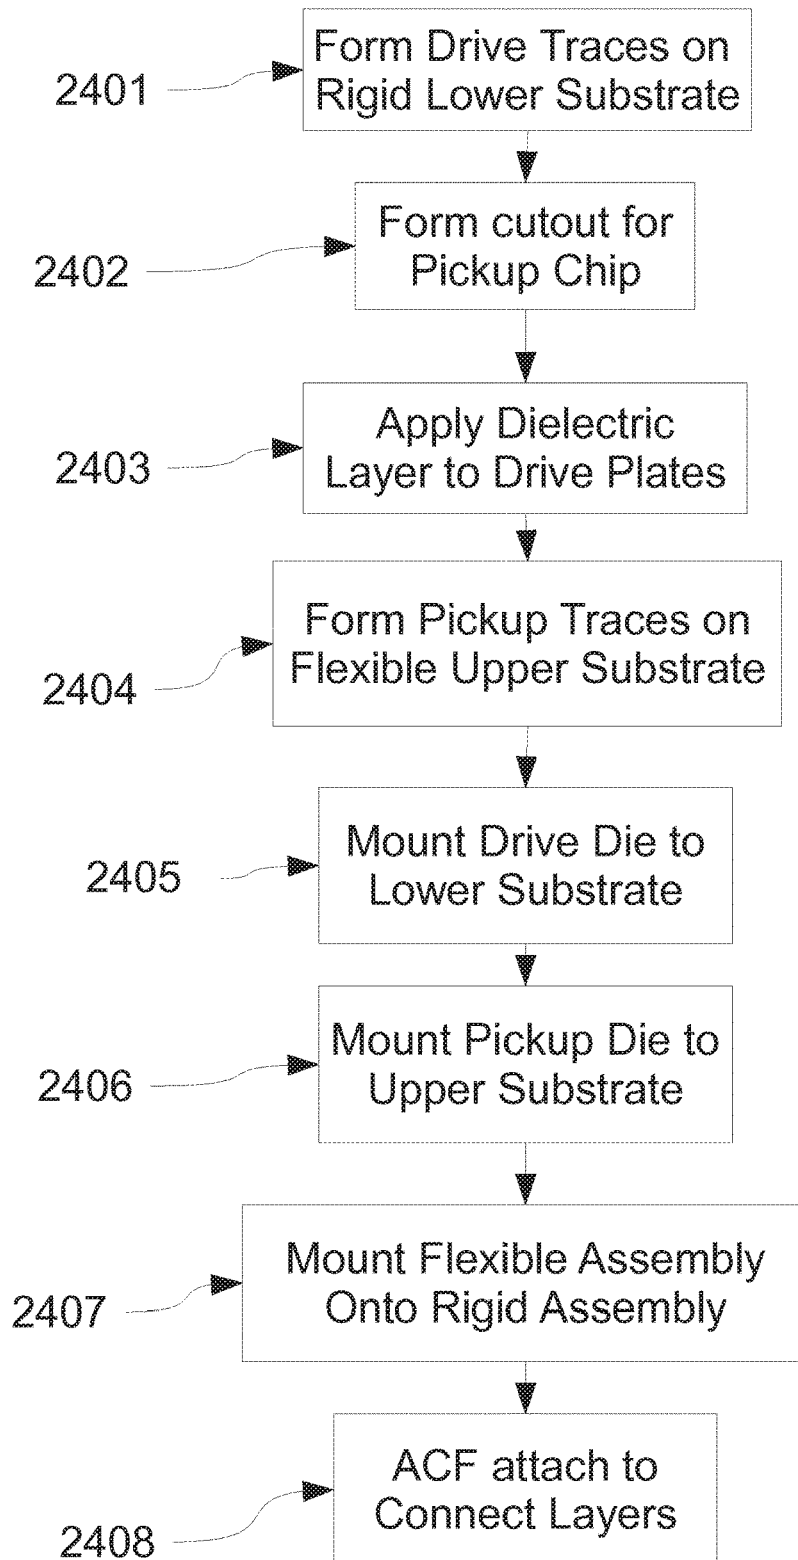 Form Drive Traces on
Rigid Lower Substrate
2401
Form cutout for
Pickup Chip
2402
Apply Dielectric
Layer to Drive Plates
2403
Form Pickup Traces on
Flexible Upper Substrate
2404
Mount Drive Die to
Lower Substrate
2405
Mount Pickup Die to
Upper Substrate
2406
Mount Flexible Assembly
Onto Rigid Assembly
2407
ACF attach to
Connect Layers
2408